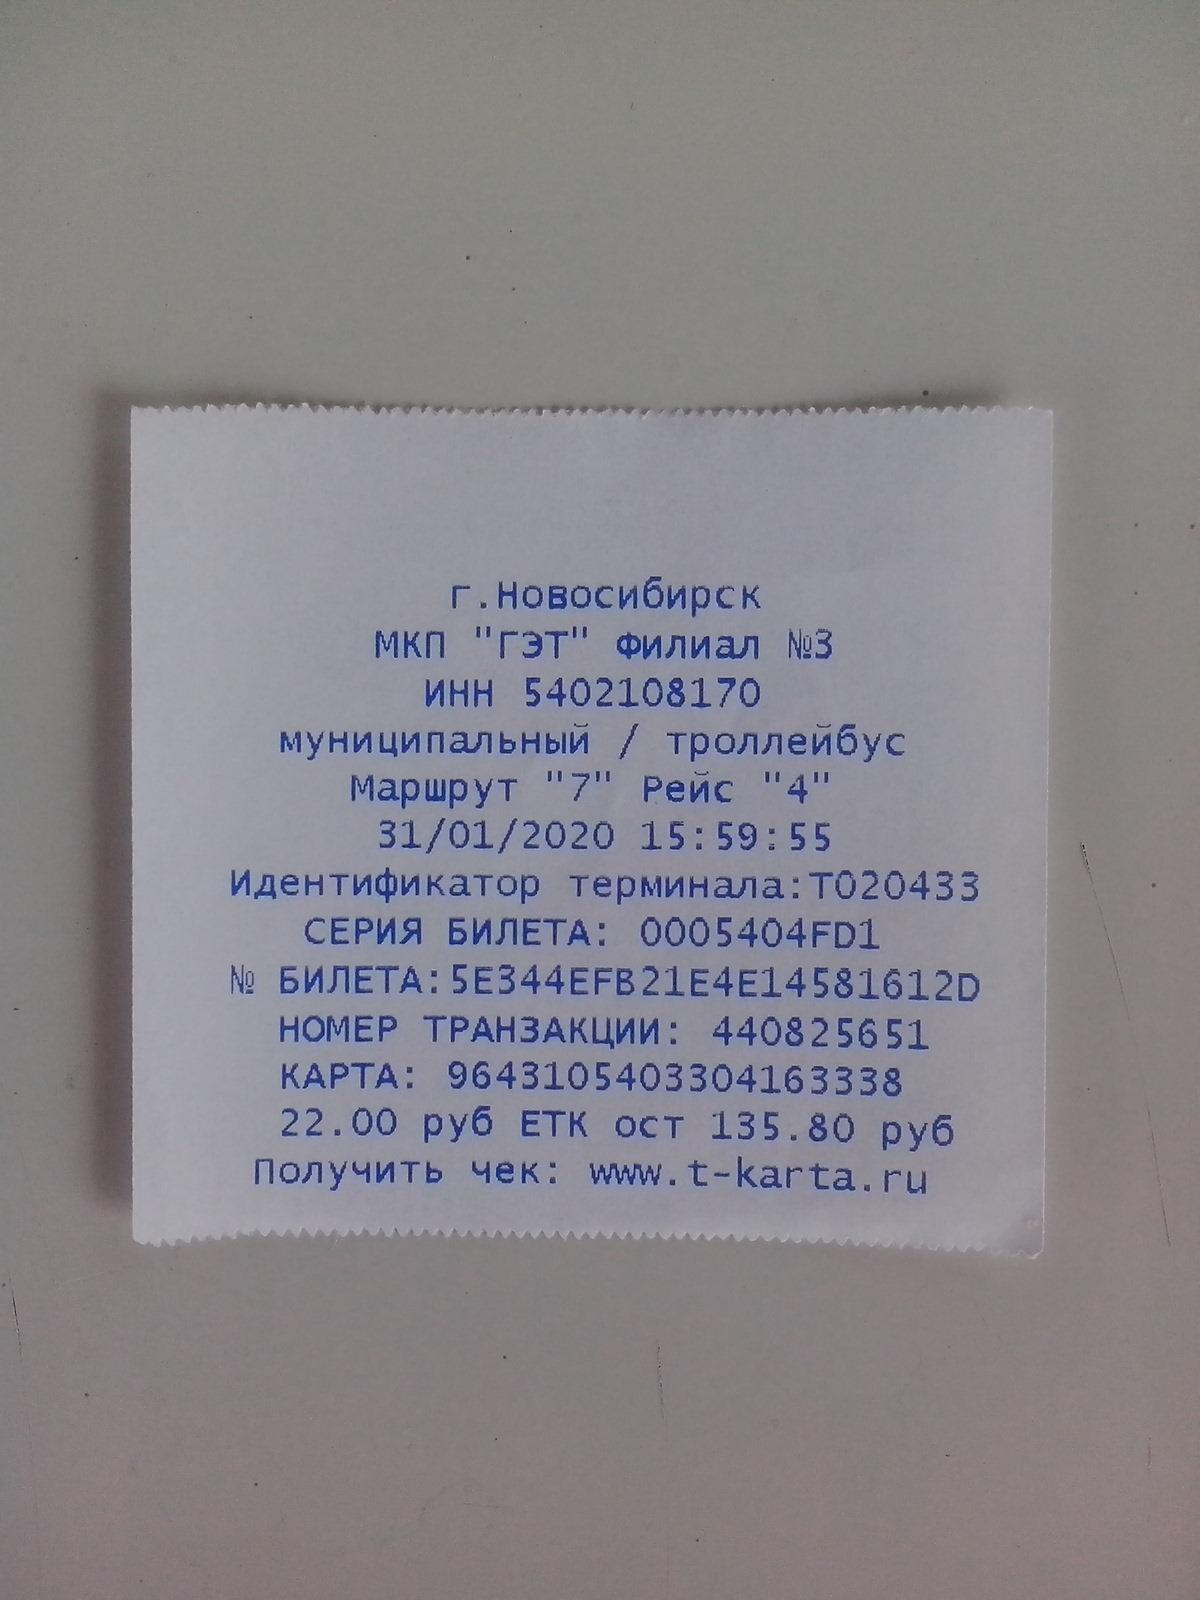 г.Новосибирск
МКП "ГЭТ" Филиал №3
ИНН 5402108170
муниципальный / троллейбус
Маршрут "7" Рейс "4"
31/01/2020 15:59:55
Идентификатор терминала:T020433
СЕРИЯ БИЛЕТА: 0005404FD1
№ БИЛЕТА:5E344EFB21E4E14581612D
НОМЕР ТРАНЗАКЦИИ: 440825651
КАРТА: 9643105403304163338
22.00 руб ЕТК ост 135.80 руб
Получить чек: www.t-karta.ru